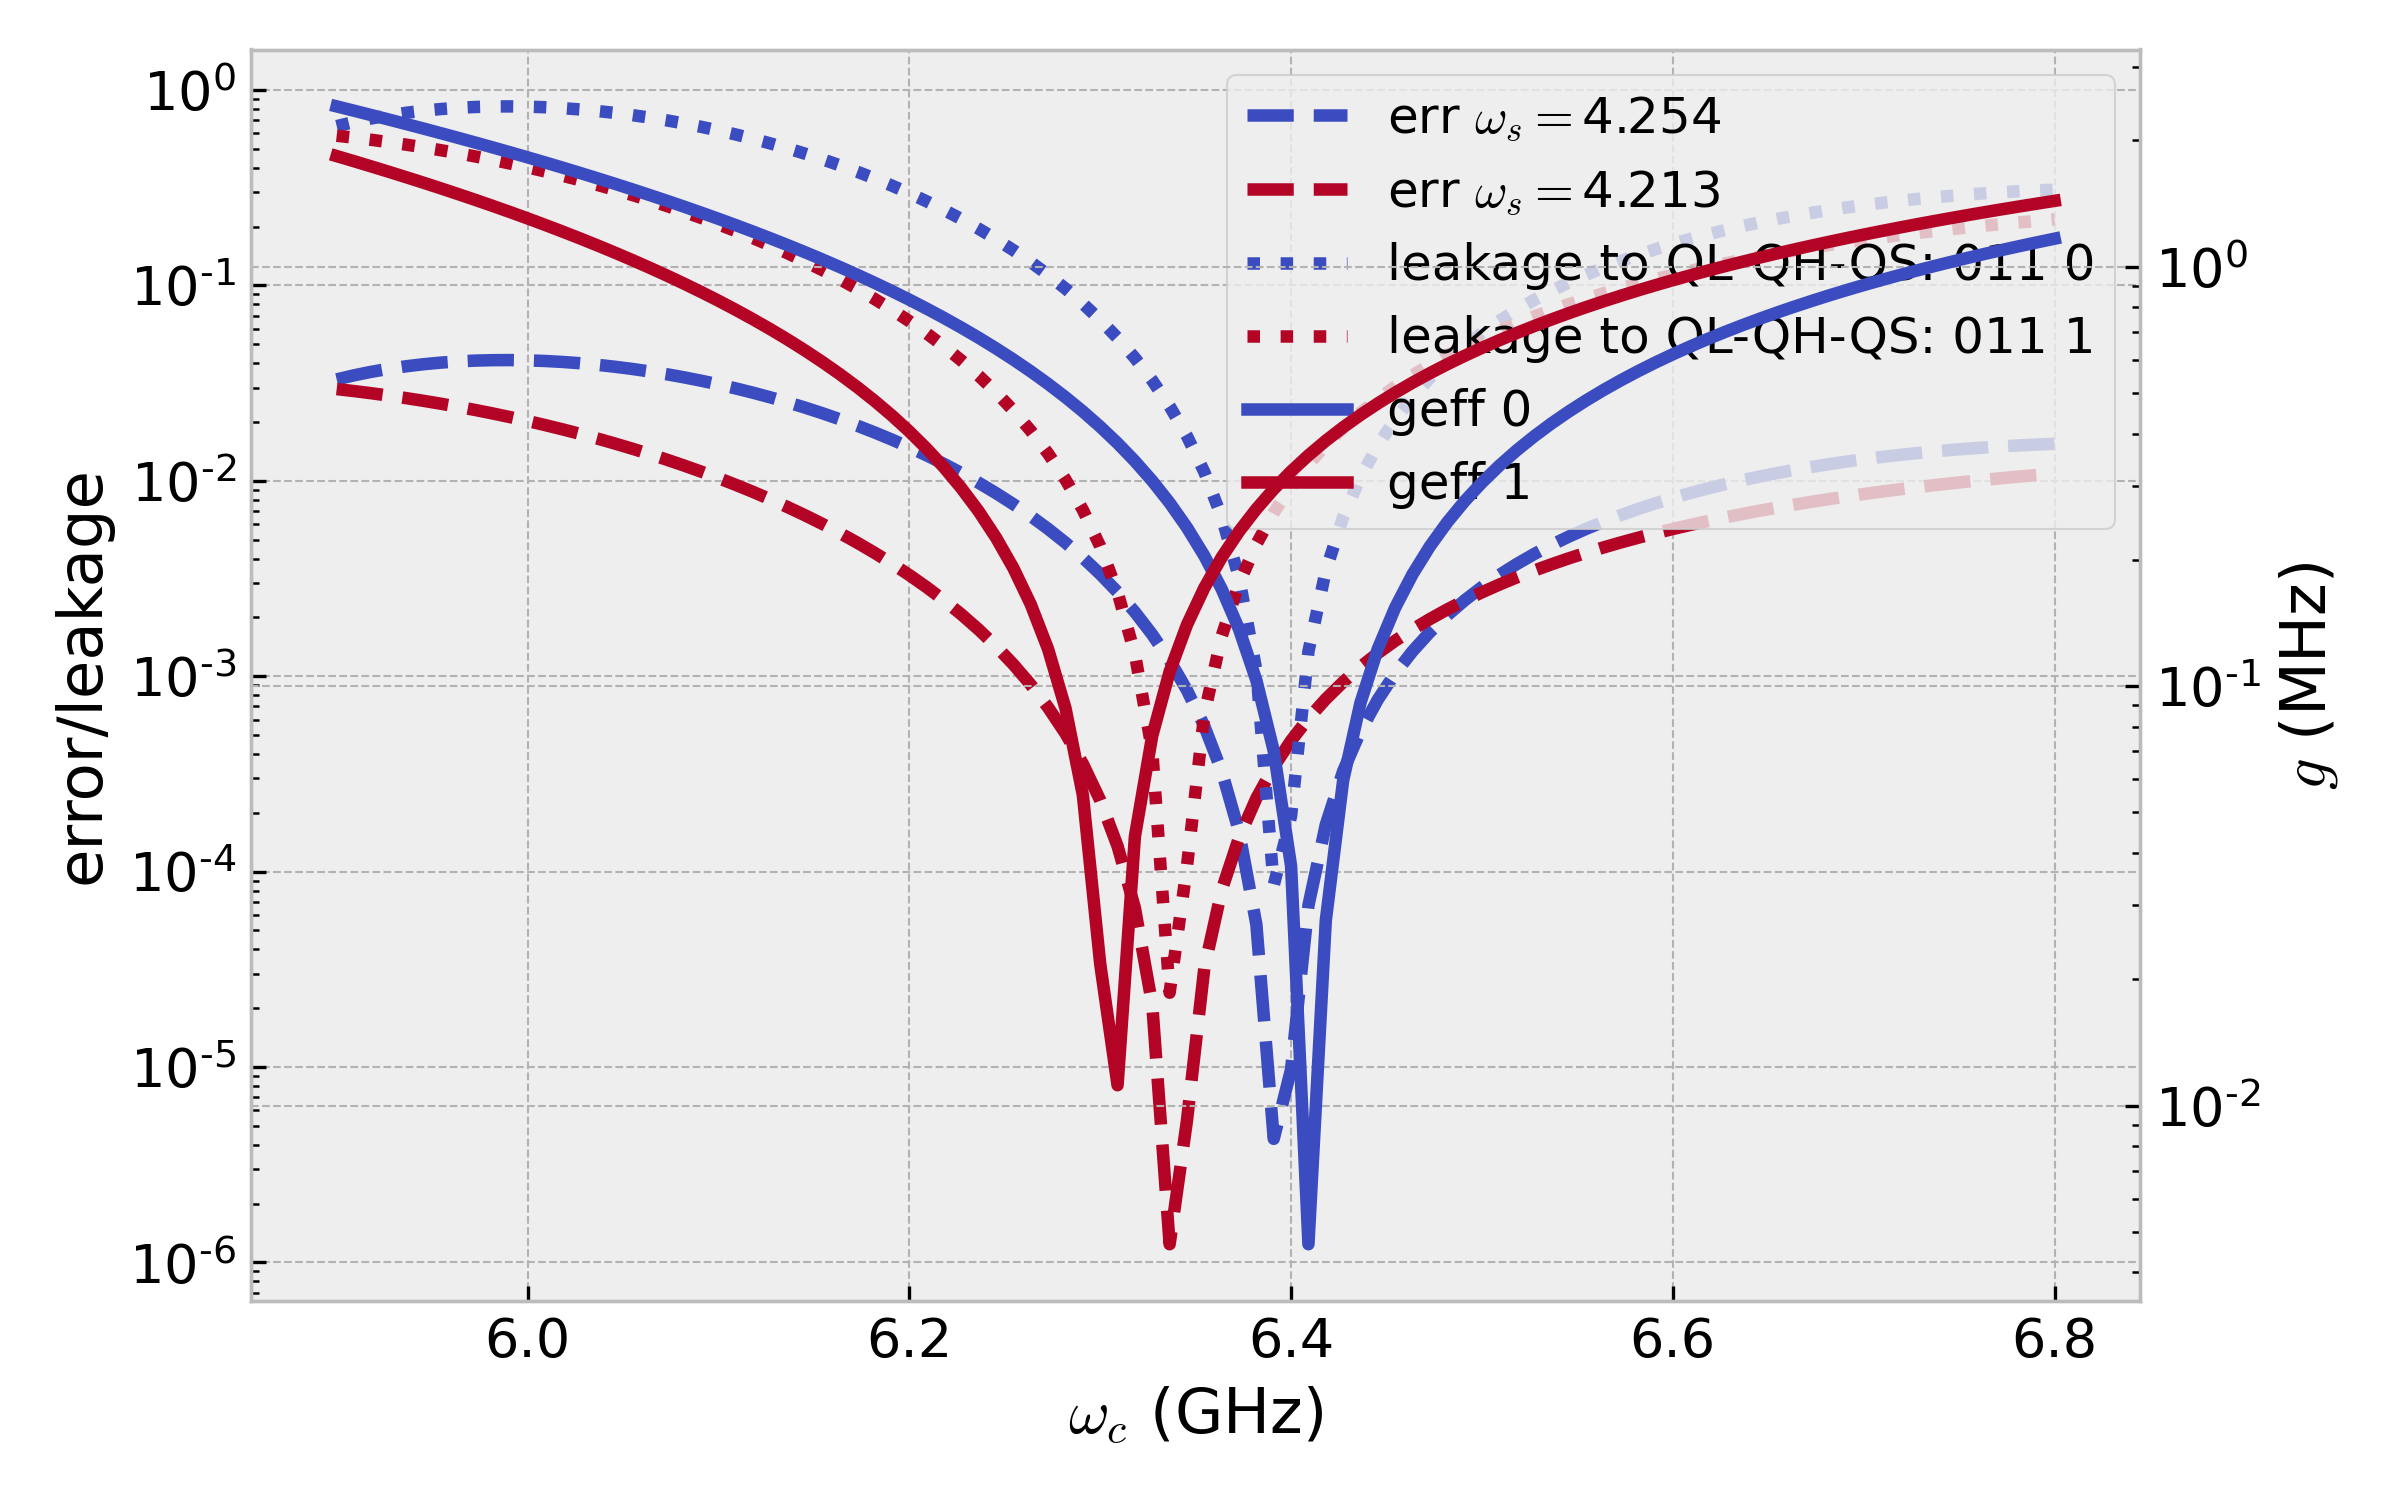 err ω_s = 4.254
err ω_s = 4.213
leakage to QL-QH-QS: 011 0
leakage to QL-QH-QS: 011 1
geff 0
geff 1
10^0
10^-1
10^-2
10^-3
10^-4
10^-5
10^-6
error/leakage
10^0
10^-1
10^-2
g (MHz)
6.0 6.2 6.4 6.6 6.8
ω_c (GHz)